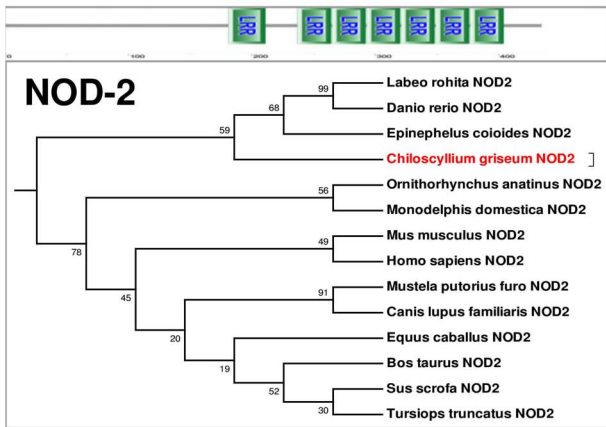 LRR LRR LRR LRR LRR LRR LRR
0 100 200 300 400
NOD-2
99 Labeo rohita NOD2
68 Danio rerio NOD2
59 Epinephelus coioides NOD2
Chiloscyllium griseum NOD2
56 Ornithorhynchus anatinus NOD2
78 Monodelphis domestica NOD2
49 Mus musculus NOD2
45 Homo sapiens NOD2
91 Mustela putorius furo NOD2
20 Canis lupus familiaris NOD2
19 Equus caballus NOD2
52 Bos taurus NOD2
30 Sus scrofa NOD2
Tursiops truncatus NOD2